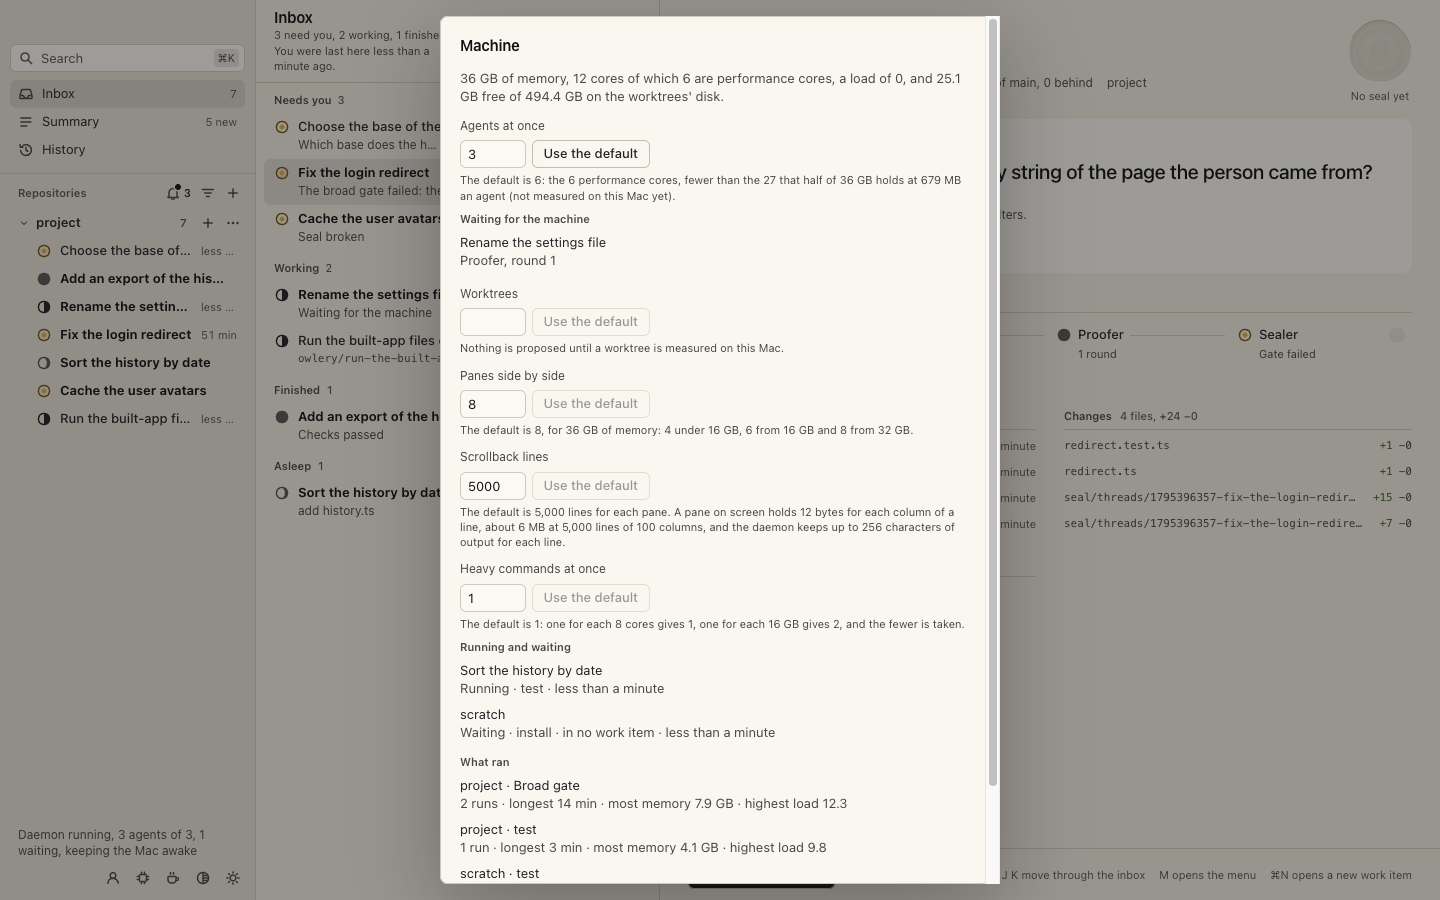 Search
⌘K
Inbox
7
Summary
5 new
History
Repositories
3
project
7
Choose the base of...
less ...
Add an export of the his...
Rename the settin...
less ...
Fix the login redirect
51 min
Sort the history by date
Cache the user avatars
Run the built-app fi...
less ...
Daemon running, 3 agents of 3, 1
waiting, keeping the Mac awake
Inbox
3 need you, 2 working, 1 finishe
You were last here less than a
minute ago.
Needs you 3
Choose the base of the
Which base does the h...
Fix the login redirect
The broad gate failed: the
Cache the user avatars
Seal broken
Working 2
Rename the settings fi
Waiting for the machine
Run the built-app files
owlery/run-the-built-a
Finished 1
Add an export of the h
Checks passed
Asleep 1
Sort the history by dat
add history.ts
Machine
36 GB of memory, 12 cores of which 6 are performance cores, a load of 0, and 25.1
GB free of 494.4 GB on the worktrees' disk.
Agents at once
3
Use the default
The default is 6: the 6 performance cores, fewer than the 27 that half of 36 GB holds at 679 MB
an agent (not measured on this Mac yet).
Waiting for the machine
Rename the settings file
Proofer, round 1
Worktrees
Use the default
Nothing is proposed until a worktree is measured on this Mac.
Panes side by side
8
Use the default
The default is 8, for 36 GB of memory: 4 under 16 GB, 6 from 16 GB and 8 from 32 GB.
Scrollback lines
5000
Use the default
The default is 5,000 lines for each pane. A pane on screen holds 12 bytes for each column of a
line, about 6 MB at 5,000 lines of 100 columns, and the daemon keeps up to 256 characters of
output for each line.
Heavy commands at once
1
Use the default
The default is 1: one for each 8 cores gives 1, one for each 16 GB gives 2, and the fewer is taken.
Running and waiting
Sort the history by date
Running · test · less than a minute
scratch
Waiting · install · in no work item · less than a minute
What ran
project · Broad gate
2 runs · longest 14 min · most memory 7.9 GB · highest load 12.3
project · test
1 run · longest 3 min · most memory 4.1 GB · highest load 9.8
scratch · test
of main, 0 behind
project
No seal yet
y string of the page the person came from?
ters.
Proofer
1 round
Sealer
Gate failed
Changes 4 files, +24 −0
minute
redirect.test.ts
+1 −0
minute
redirect.ts
+1 −0
minute
seal/threads/1795396357-fix-the-login-redir…
+15 −0
minute
seal/threads/1795396357-fix-the-login-redire…
+7 −0
J K move through the inbox
M opens the menu
⌘N opens a new work item